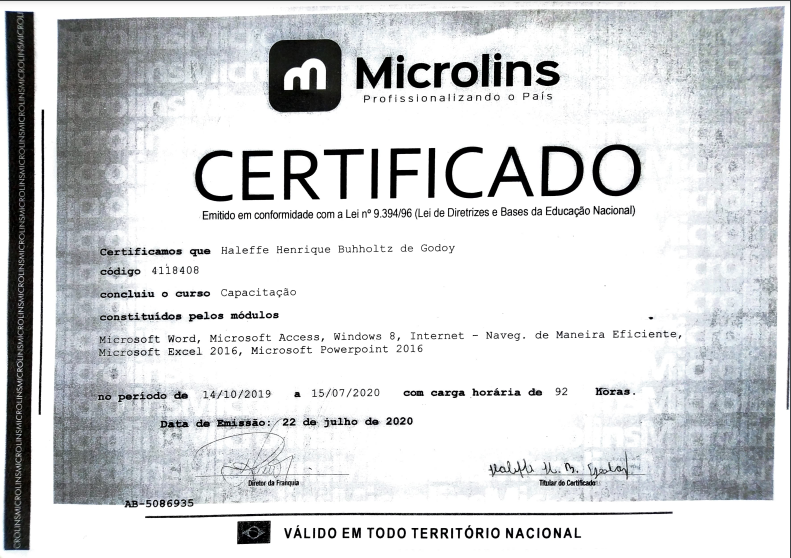 Microlins
Profissionalizando o País
CERTIFICADO
Emitido em conformidade com a Lei nº 9.394/96 (Lei de Diretrizes e Bases da Educação Nacional)
Certificamos que Haleffe Henrique Buhholtz de Godoy
código 4118408
concluiu o curso Capacitação
constituídos pelos módulos
Microsoft Word, Microsoft Access, Windows 8, Internet - Naveg. de Maneira Eficiente,
Microsoft Excel 2016, Microsoft Powerpoint 2016
no período de 14/10/2019 a 15/07/2020 com carga horária de 92 Horas.
Data de Emissão: 22 de julho de 2020
Haleffe H. B. Godoy
Diretor da Franquia
Titular do Certificado
AB-5086935
VÁLIDO EM TODO TERRITÓRIO NACIONAL